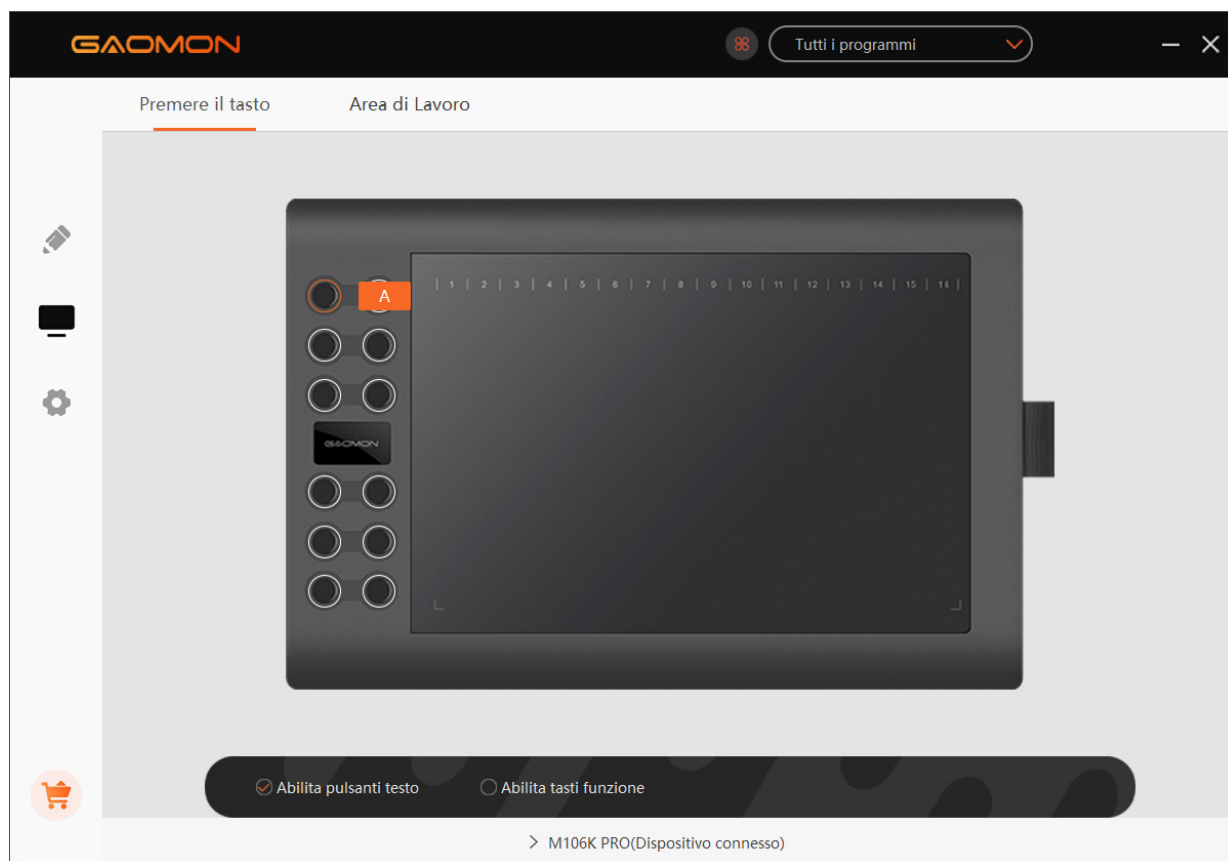 GAOMON
Tutti i programmi
Premere il tasto
Area di Lavoro
A
| 1 | 2 | 3 | 4 | 5 | 6 | 7 | 8 | 9 | 10 | 11 | 12 | 13 | 14 | 15 | 16 |
GAOMON
Abilita pulsanti testo
Abilita tasti funzione
M106K PRO(Dispositivo connesso)